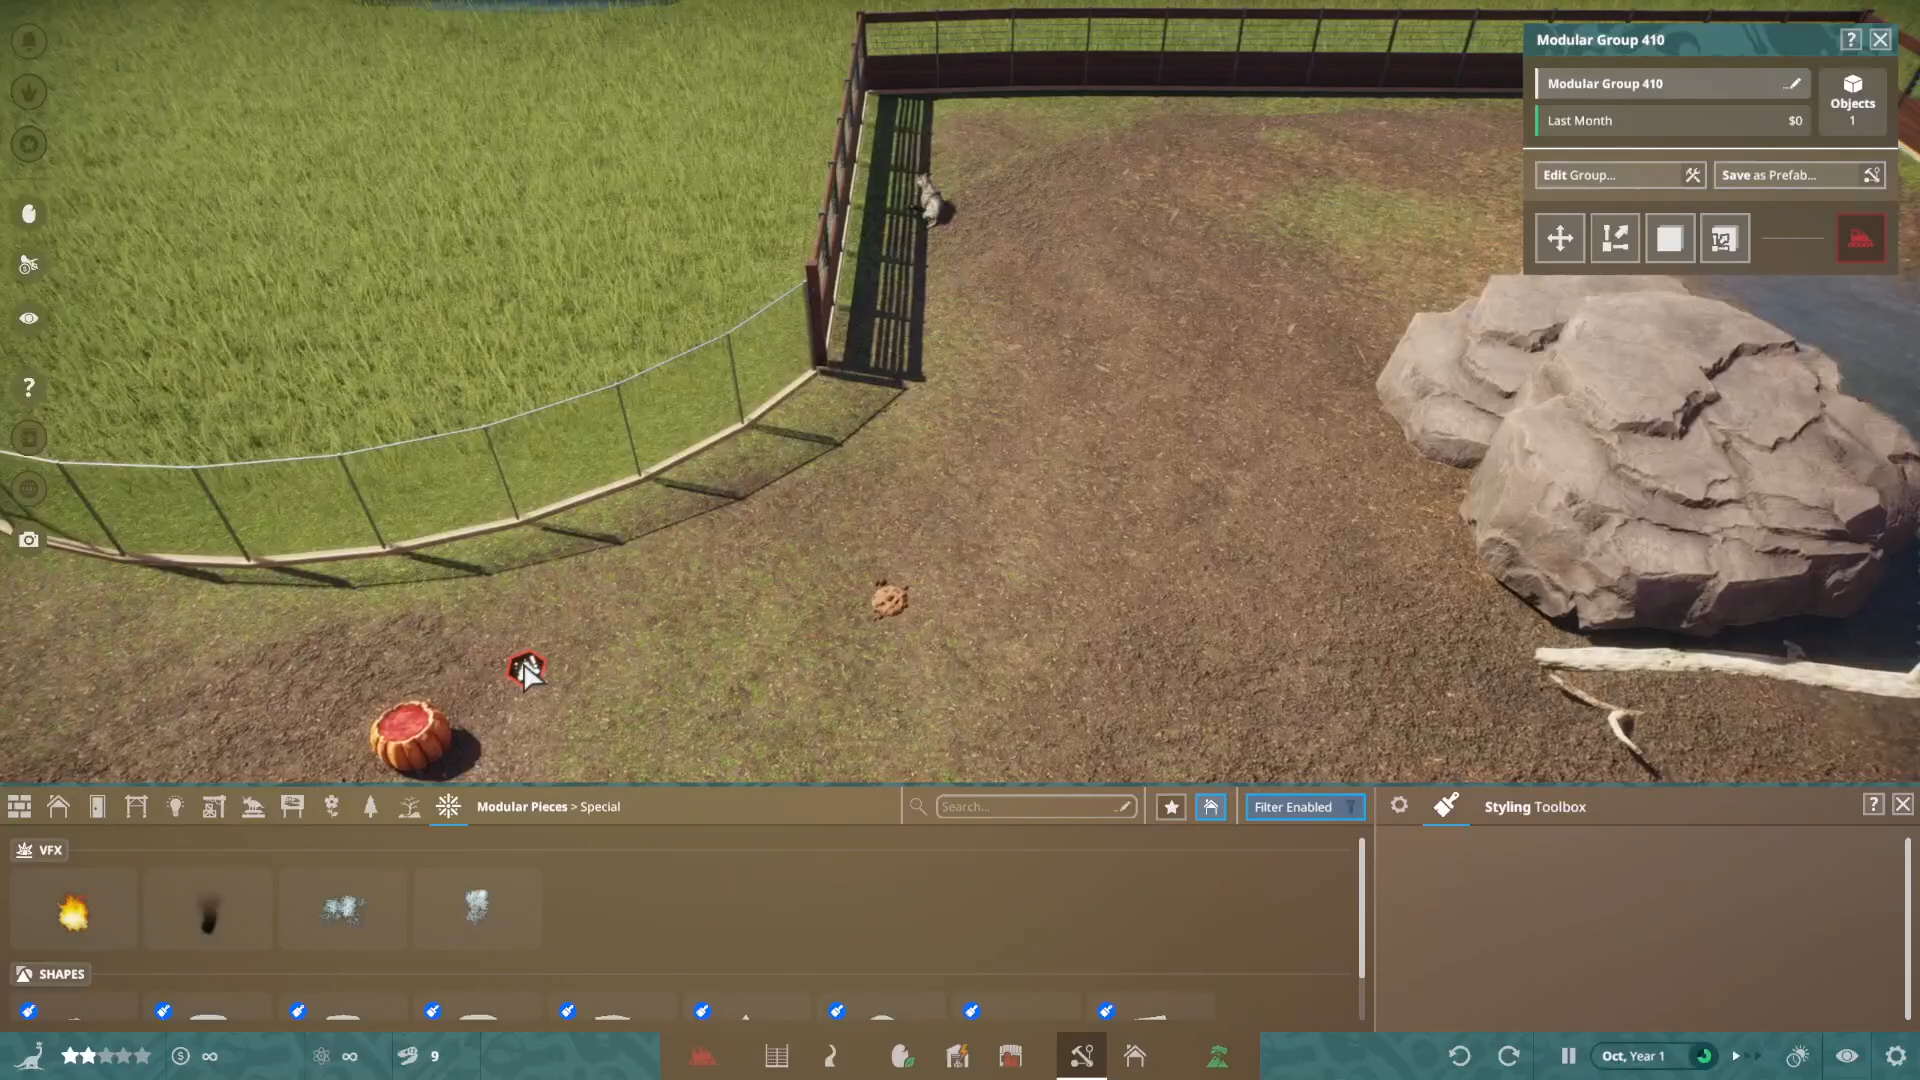 Modular Group 410
?
Modular Group 410
Objects
1
Last Month $0
Edit Group...
Save as Prefab...
?
Modular Pieces > Special
Search...
Filter Enabled
Styling Toolbox
?
VFX
SHAPES
$ ∞
∞
9
Oct, Year 1